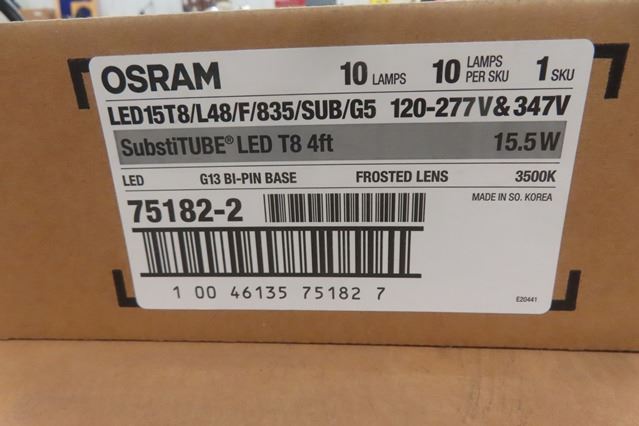 OSRAM 10 LAMPS 10 LAMPS PER SKU 1 SKU
LED15T8/L48/F/835/SUB/G5 120-277V&347V
SubstiTUBE® LED T8 4ft 15.5W
LED G13 BI-PIN BASE FROSTED LENS 3500K
75182-2 MADE IN SO. KOREA
1 00 46135 75182 7
E20441